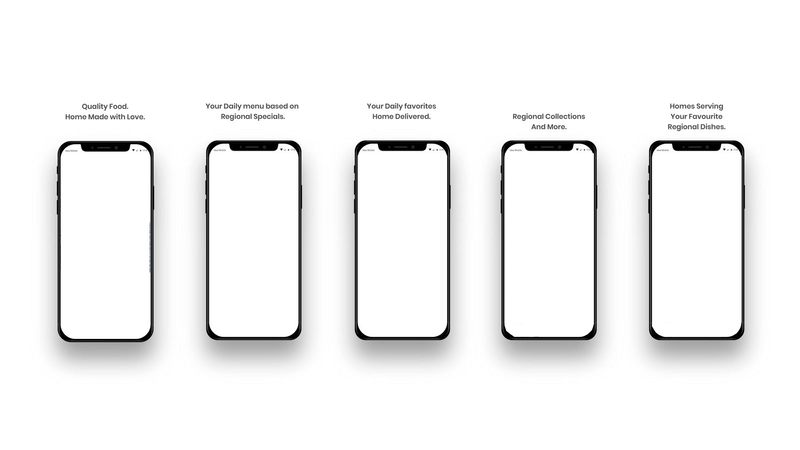 Quality Food.
Home Made with Love.
Your Daily menu based on
Regional Specials.
Your Daily favorites
Home Delivered.
Regional Collections
And More.
Homes Serving
Your Favourite
Regional Dishes.